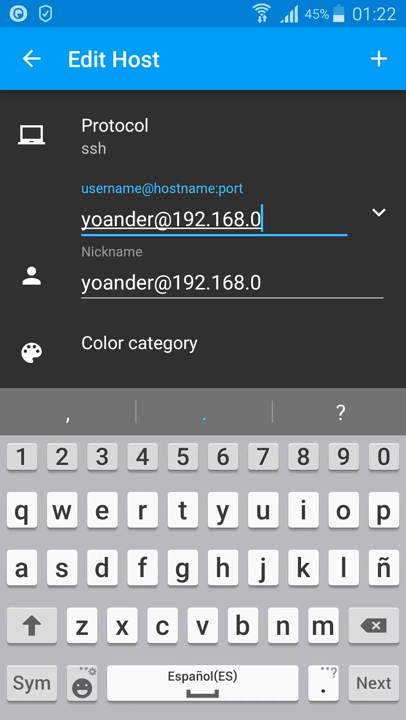 45% 01:22
Edit Host
Protocol
ssh
username@hostname:port
yoander@192.168.0
Nickname
yoander@192.168.0
Color category
, . ?
1 2 3 4 5 6 7 8 9 0
q w e r t y u i o p
a s d f g h j k l ñ
z x c v b n m
Sym Español(ES) . ? Next